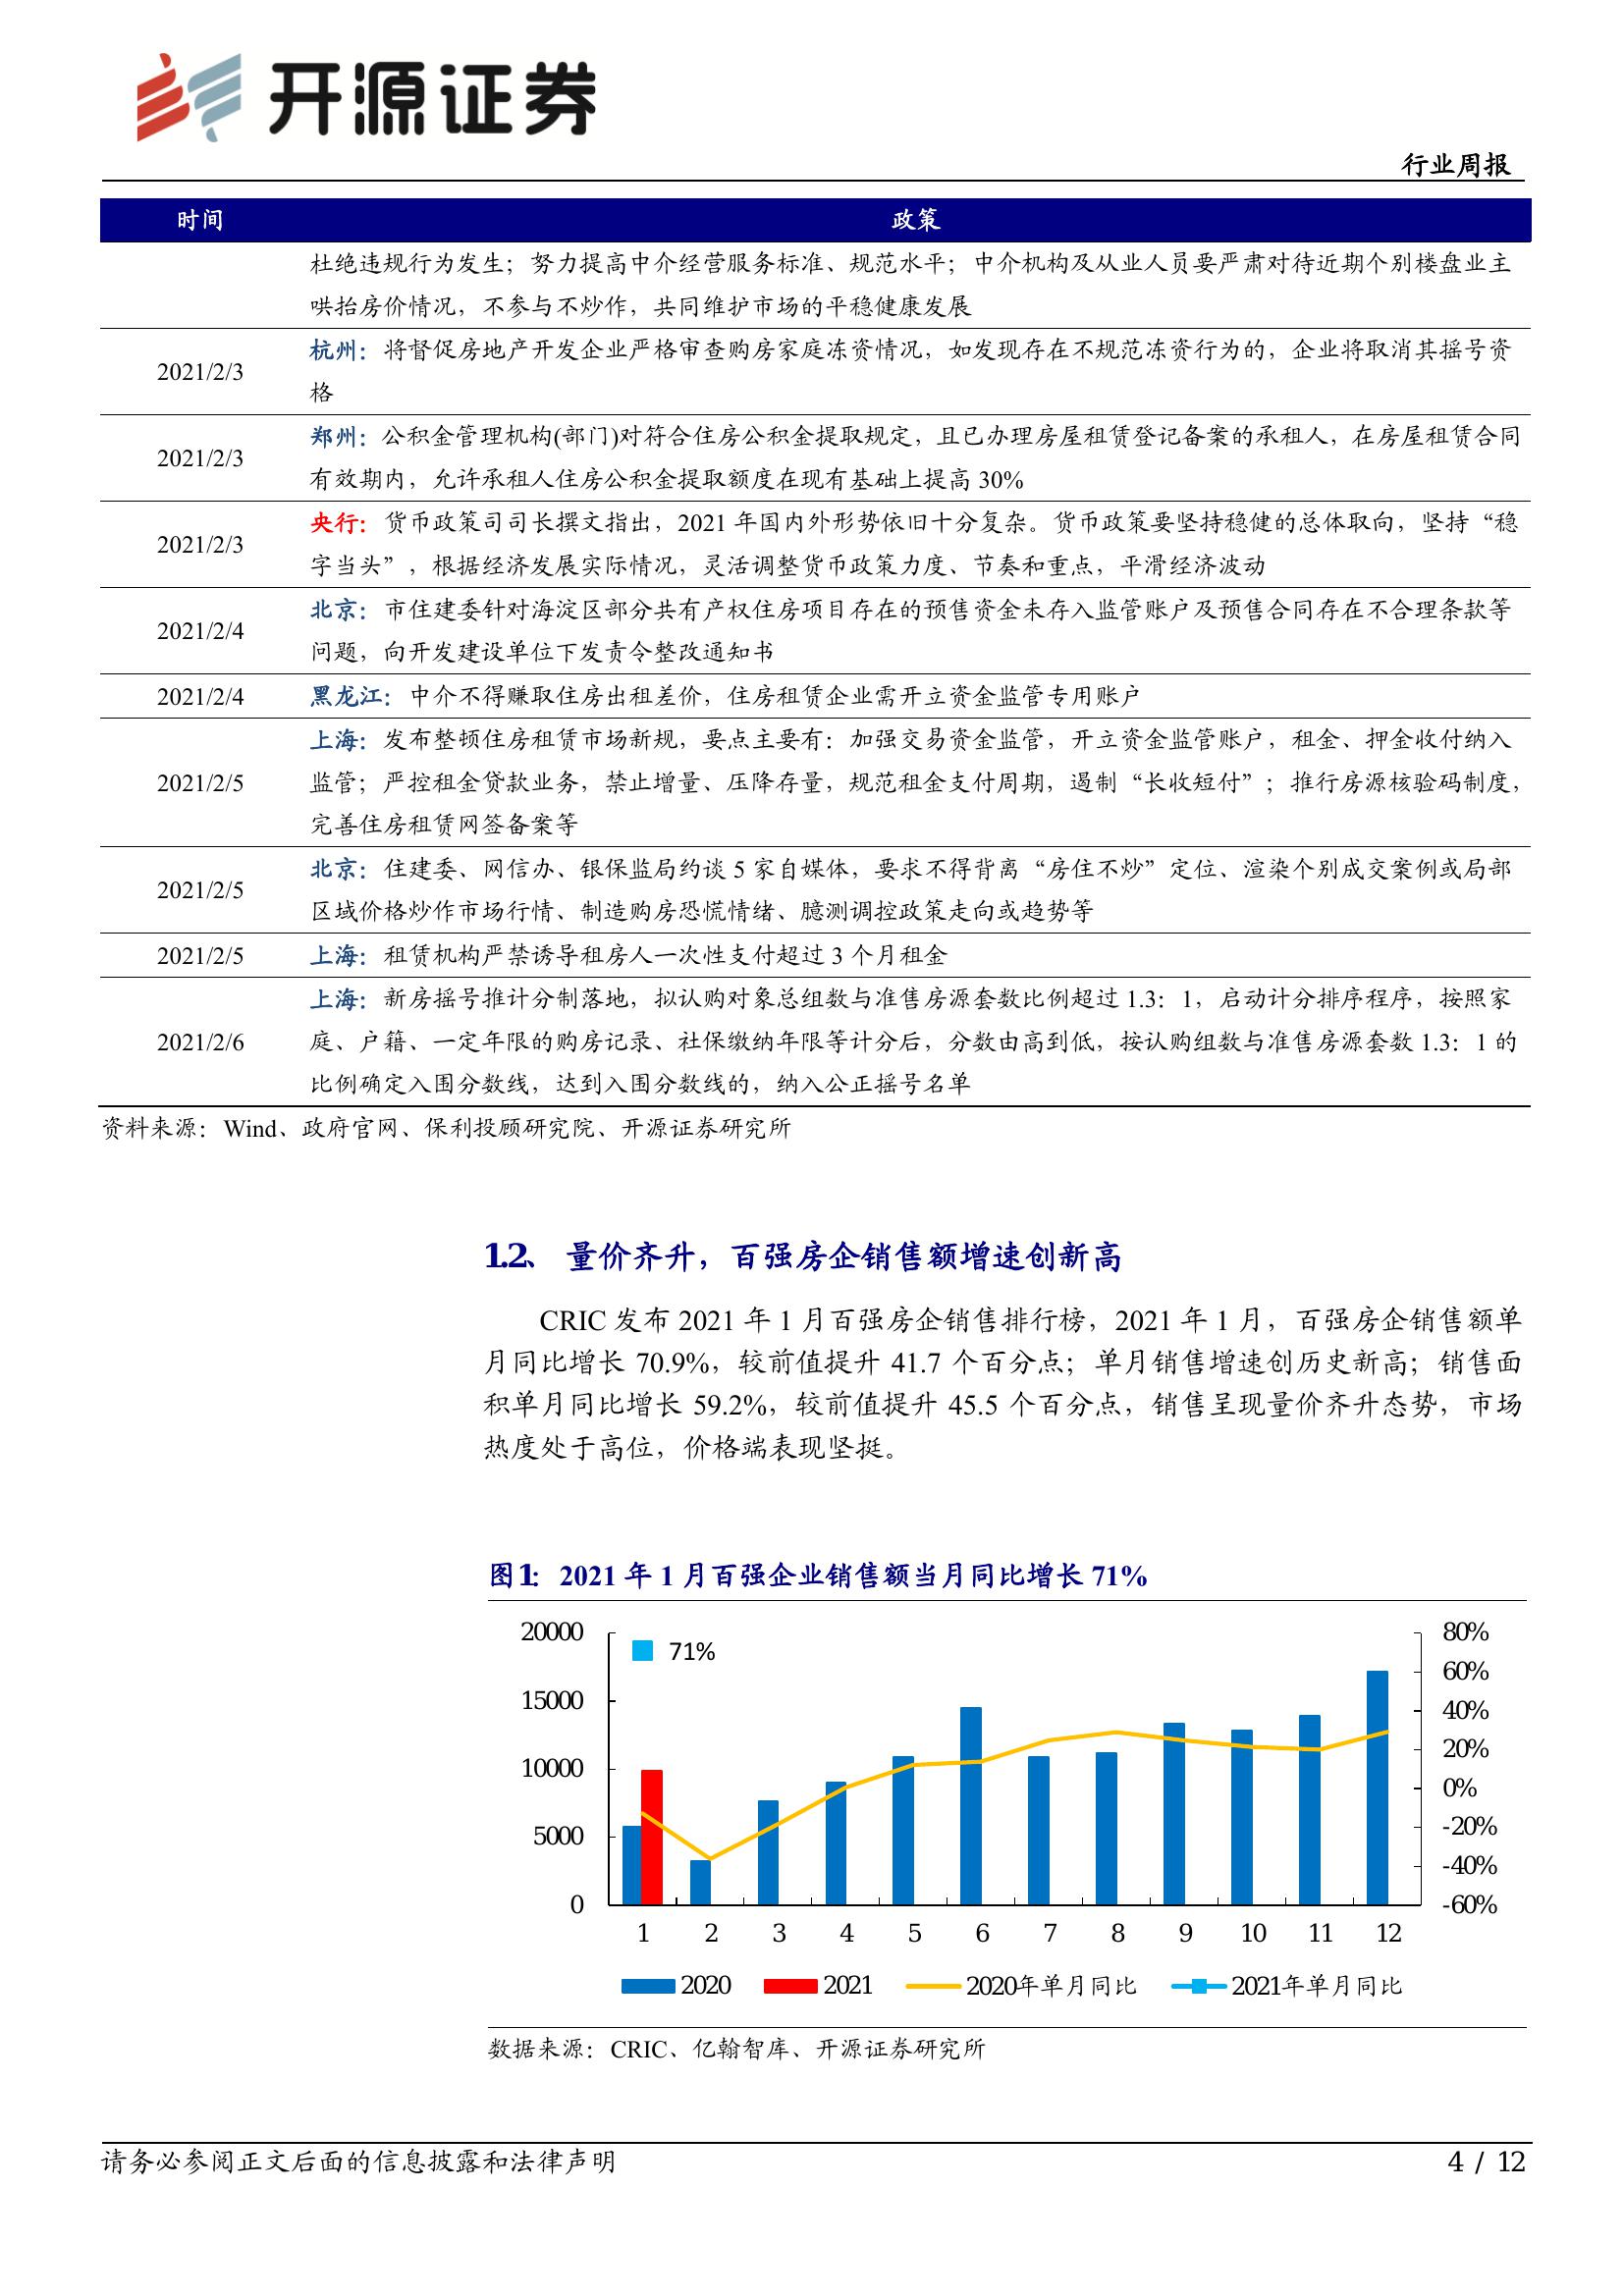 开源证券
行业周报
时间 政策
杜绝违规行为发生；努力提高中介经营服务标准、规范水平；中介机构及从业人员要严肃对待近期个别楼盘业主
哄抬房价情况，不参与不炒作，共同维护市场的平稳健康发展
2021/2/3
杭州：将督促房地产开发企业严格审查购房家庭冻资情况，如发现存在不规范冻资行为的，企业将取消其摇号资
格
2021/2/3
郑州：公积金管理机构(部门)对符合住房公积金提取规定，且已办理房屋租赁登记备案的承租人，在房屋租赁合同
有效期内，允许承租人住房公积金提取额度在现有基础上提高 30%
2021/2/3
央行：货币政策司司长撰文指出，2021 年国内外形势依旧十分复杂。货币政策要坚持稳健的总体取向，坚持“稳
字当头”，根据经济发展实际情况，灵活调整货币政策力度、节奏和重点，平滑经济波动
2021/2/4
北京：市住建委针对海淀区部分共有产权住房项目存在的预售资金未存入监管账户及预售合同存在不合理条款等
问题，向开发建设单位下发责令整改通知书
2021/2/4 黑龙江：中介不得赚取住房出租差价，住房租赁企业需开立资金监管专用账户
2021/2/5
上海：发布整顿住房租赁市场新规，要点主要有：加强交易资金监管，开立资金监管账户，租金、押金收付纳入
监管；严控租金贷款业务，禁止增量、压降存量，规范租金支付周期，遏制“长收短付”；推行房源核验码制度，
完善住房租赁网签备案等
2021/2/5
北京：住建委、网信办、银保监局约谈 5 家自媒体，要求不得背离“房住不炒”定位、渲染个别成交案例或局部
区域价格炒作市场行情、制造购房恐慌情绪、臆测调控政策走向或趋势等
2021/2/5 上海：租赁机构严禁诱导租房人一次性支付超过 3 个月租金
2021/2/6
上海：新房摇号推计分制落地，拟认购对象总组数与准售房源套数比例超过 1.3：1，启动计分排序程序，按照家
庭、户籍、一定年限的购房记录、社保缴纳年限等计分后，分数由高到低，按认购组数与准售房源套数 1.3：1 的
比例确定入围分数线，达到入围分数线的，纳入公正摇号名单
资料来源：Wind、政府官网、保利投顾研究院、开源证券研究所
1.2、 量价齐升，百强房企销售额增速创新高
CRIC 发布 2021 年 1 月百强房企销售排行榜，2021 年 1 月，百强房企销售额单
月同比增长 70.9%，较前值提升 41.7 个百分点；单月销售增速创历史新高；销售面
积单月同比增长 59.2%，较前值提升 45.5 个百分点，销售呈现量价齐升态势，市场
热度处于高位，价格端表现坚挺。
图1：2021 年 1 月百强企业销售额当月同比增长 71%
20000 80%
71%
60%
15000
40%
20%
10000
0%
5000 -20%
-40%
0 -60%
1 2 3 4 5 6 7 8 9 10 11 12
2020 2021 2020年单月同比 2021年单月同比
数据来源：CRIC、亿翰智库、开源证券研究所
请务必参阅正文后面的信息披露和法律声明 4 / 12